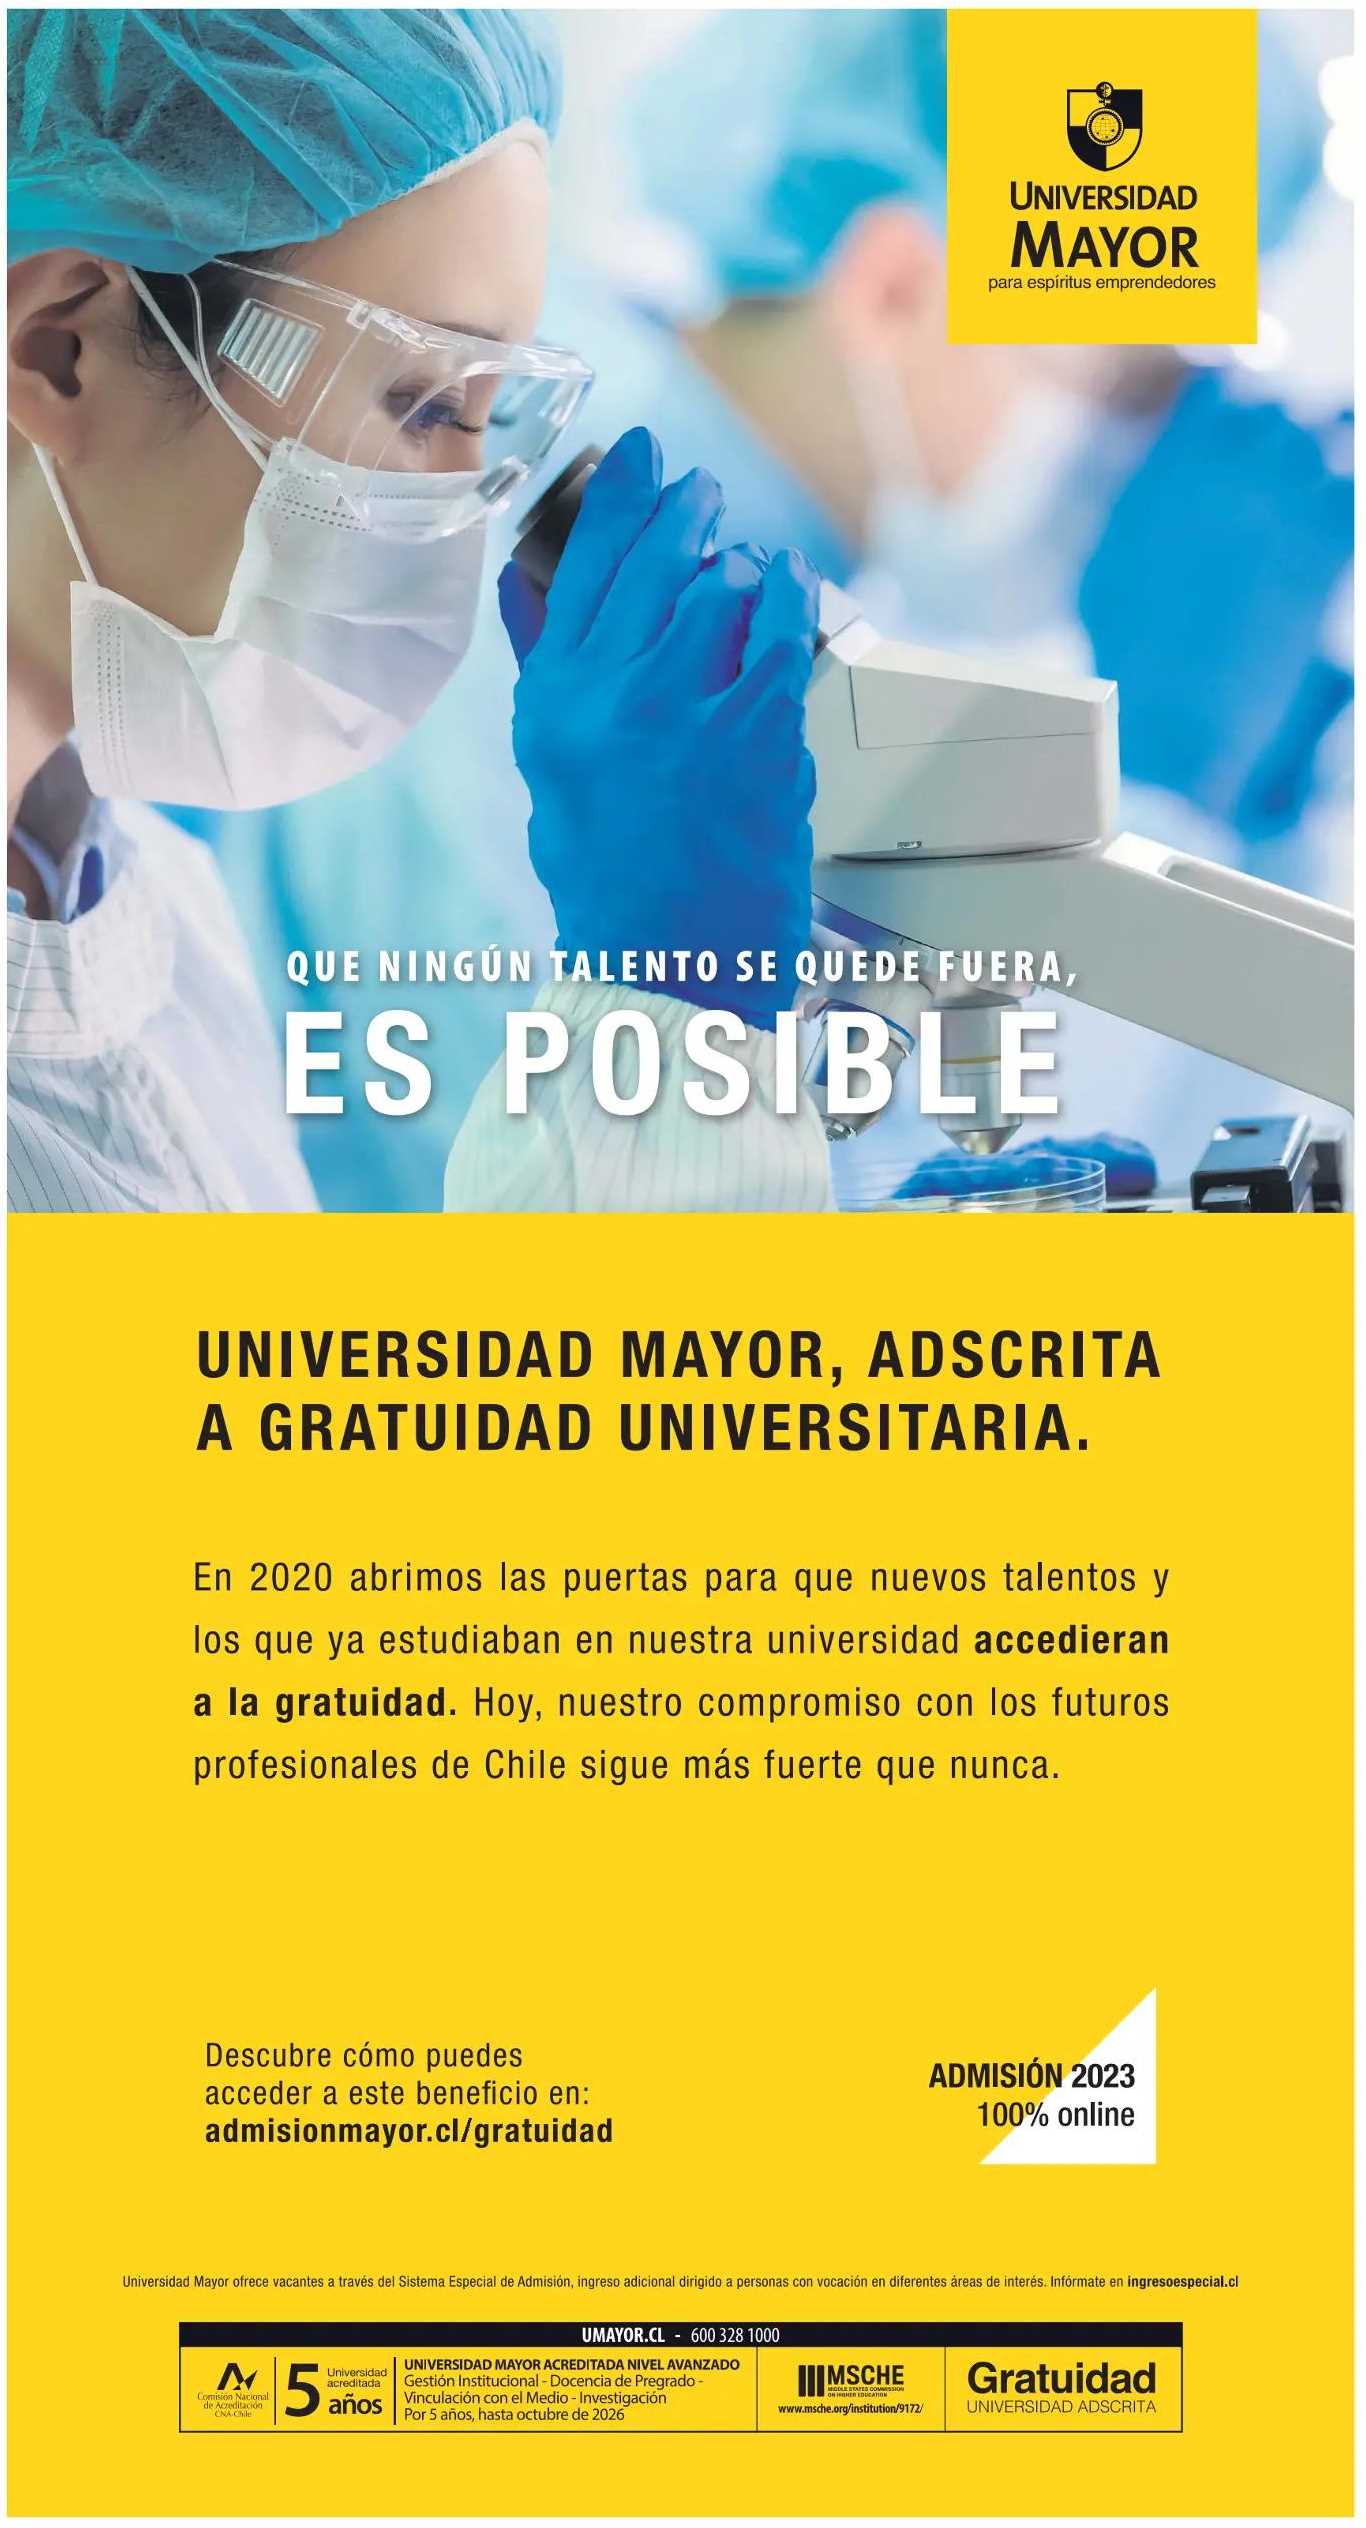 UNIVERSIDAD
MAYOR
para espíritus emprendedores
QUE NINGÚN TALENTO SE QUEDE FUERA,
ES POSIBLE
UNIVERSIDAD MAYOR, ADSCRITA
A GRATUIDAD UNIVERSITARIA.
En 2020 abrimos las puertas para que nuevos talentos y
los que ya estudiaban en nuestra universidad accedieran
a la gratuidad. Hoy, nuestro compromiso con los futuros
profesionales de Chile sigue más fuerte que nunca.
Descubre cómo puedes
acceder a este beneficio en:
admisionmayor.cl/gratuidad
ADMISIÓN 2023
100% online
Universidad Mayor ofrece vacantes a través del Sistema Especial de Admisión, ingreso adicional dirigido a personas con vocación en diferentes áreas de interés. Infórmate en ingresoespecial.cl
UMAYOR.CL - 600 328 1000
Comisión Nacional
de Acreditación
CNA-Chile
5
Universidad
acreditada
años
UNIVERSIDAD MAYOR ACREDITADA NIVEL AVANZADO
Gestión Institucional - Docencia de Pregrado -
Vinculación con el Medio - Investigación
Por 5 años, hasta octubre de 2026
MSCHE
MIDDLE STATES COMMISSION
ON HIGHER EDUCATION
www.msche.org/institution/9172/
Gratuidad
UNIVERSIDAD ADSCRITA